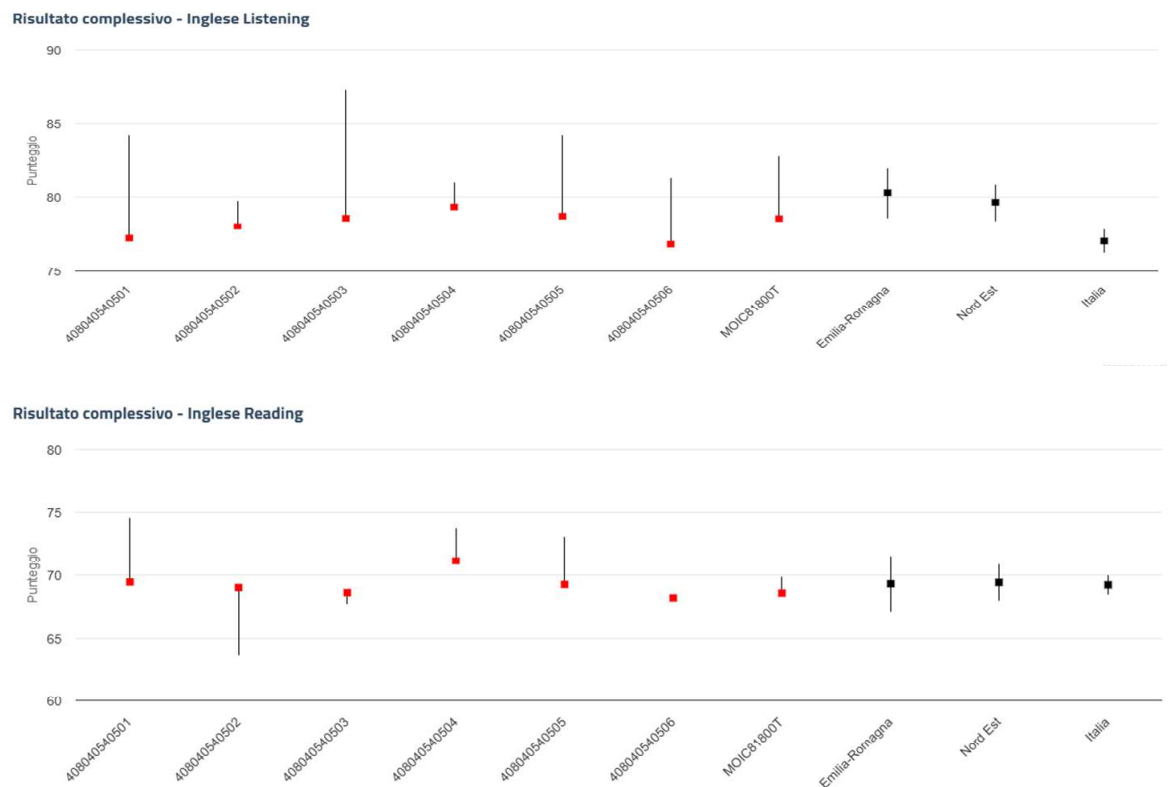 Risultato complessivo - Inglese Listening
90
85
80
75
Punteggio
408040540501
408040540502
408040540503
408040540504
408040540505
408040540506
MOIC81800T
Emilia-Romagna
Nord Est
Italia
Risultato complessivo - Inglese Reading
80
75
70
65
60
Punteggio
408040540501
408040540502
408040540503
408040540504
408040540505
408040540506
MOIC81800T
Emilia-Romagna
Nord Est
Italia